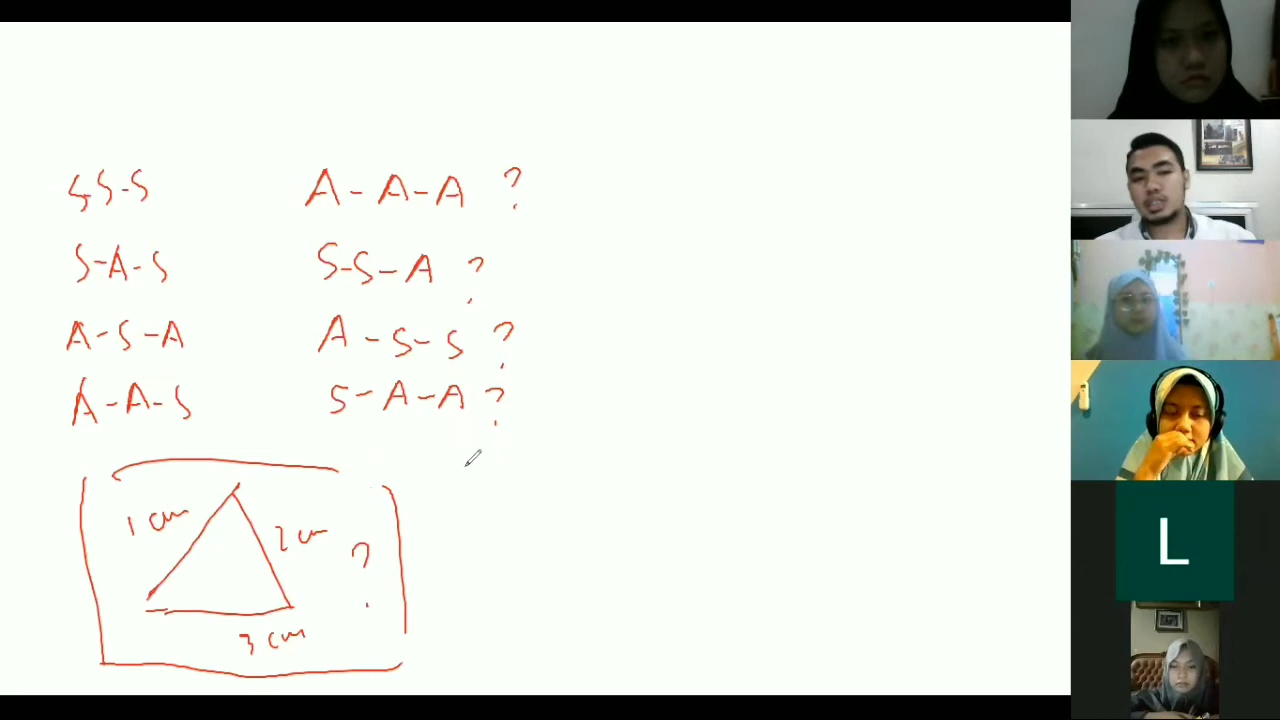 S-S-S
S-A-S
A-S-A
A-A-S
A-A-A ?
S-S-A ?
A-S-S ?
S-A-A ?
1 cm
2 cm
?
3 cm
L